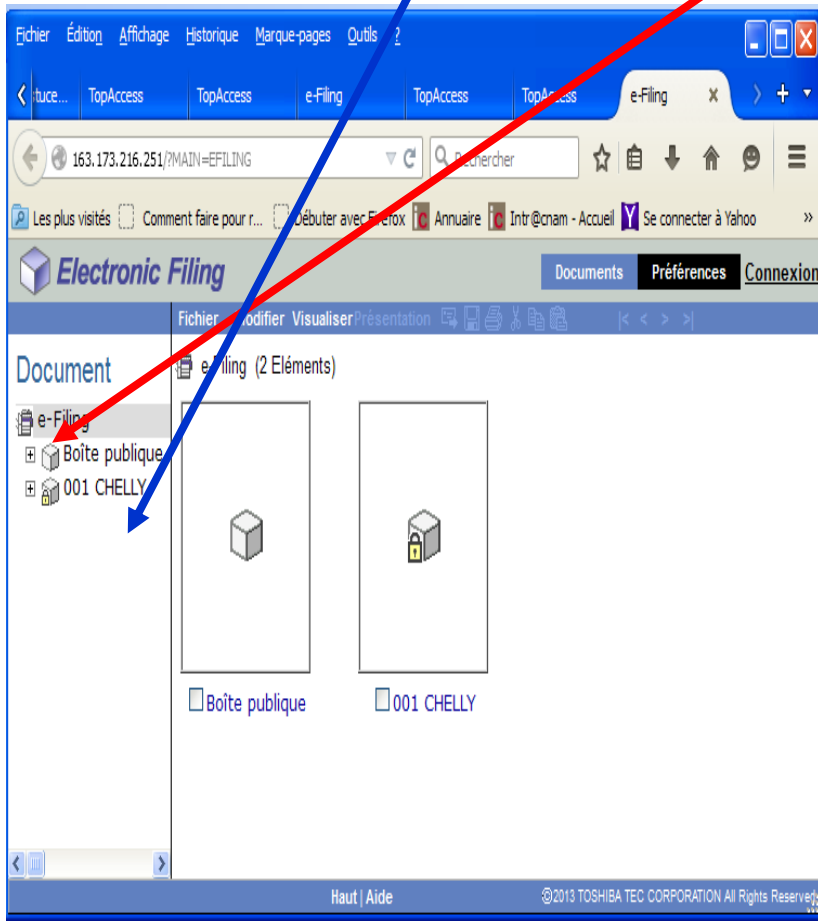 Fichier Édition Affichage Historique Marque-pages Outils ?
tuce... TopAccess TopAccess e-Filing TopAccess TopAccess e-Filing
163.173.216.251/?MAIN=EFILING Rechercher
Les plus visités Comment faire pour r... Débuter avec Firefox Annuaire Intr@cnam - Accueil Se connecter à Yahoo »
Electronic Filing Documents Préférences Connexion
Fichier Modifier Visualiser Présentation |< < > >|
Document
e-Filing (2 Eléments)
e-Filing
Boîte publique
001 CHELLY
Boîte publique 001 CHELLY
Haut | Aide ©2013 TOSHIBA TEC CORPORATION All Rights Reserved